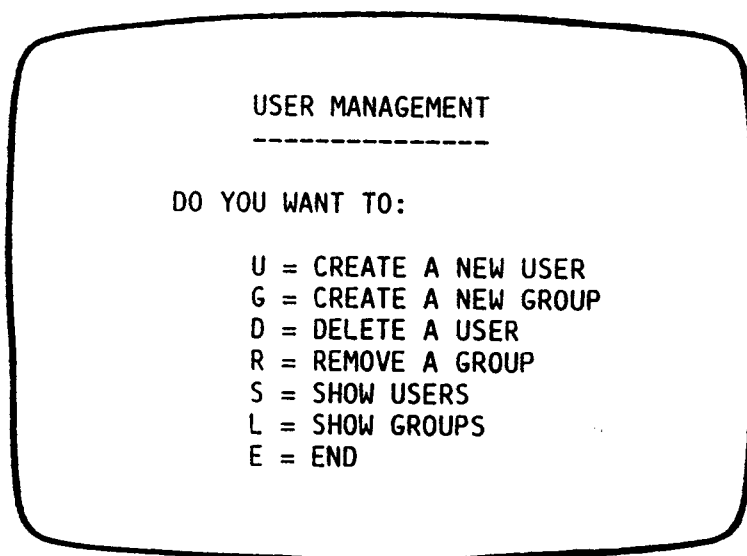 USER MANAGEMENT
---------------
DO YOU WANT TO:
U = CREATE A NEW USER
G = CREATE A NEW GROUP
D = DELETE A USER
R = REMOVE A GROUP
S = SHOW USERS
L = SHOW GROUPS
E = END